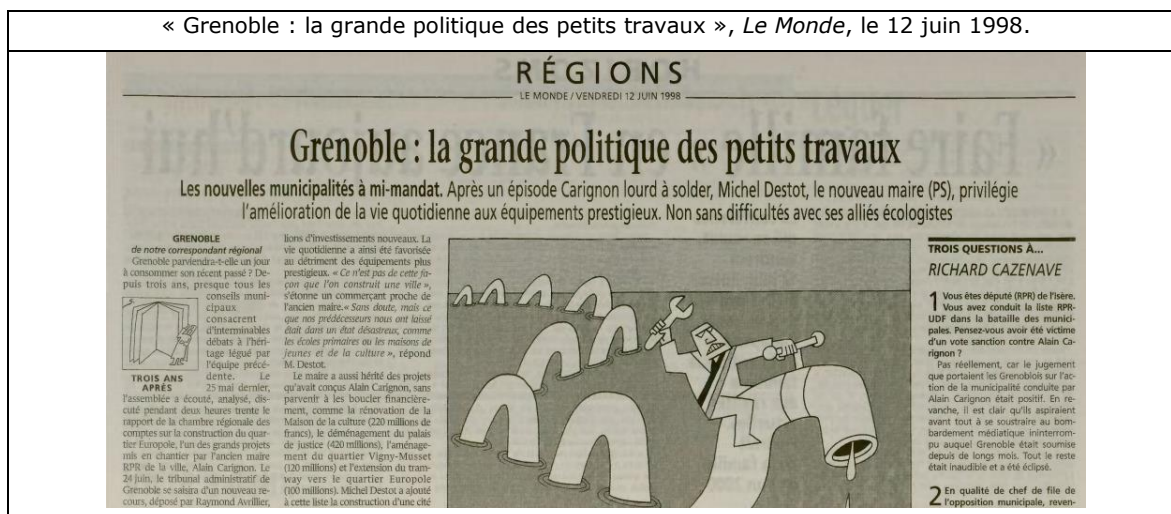 « Grenoble : la grande politique des petits travaux », Le Monde, le 12 juin 1998.
RÉGIONS
LE MONDE / VENDREDI 12 JUIN 1998
Grenoble : la grande politique des petits travaux
Les nouvelles municipalités à mi-mandat. Après un épisode Carignon lourd à solder, Michel Destot, le nouveau maire (PS), privilégie
l'amélioration de la vie quotidienne aux équipements prestigieux. Non sans difficultés avec ses alliés écologistes
GRENOBLE
de notre correspondant régional
Grenoble parviendra-t-elle un jour
à consommer son récent passé ? De-
puis trois ans, presque tous les
conseils muni-
cipaux
consacrent
d'interminables
débats à l'héri-
tage légué par
l'équipe précé-
dente. Le
TROIS ANS
APRÈS
25 mai dernier,
l'assemblée a écouté, analysé, dis-
cuté pendant deux heures trente le
rapport de la chambre régionale des
comptes sur la construction du quar-
tier Europole, l'un des grands projets
mis en chantier par l'ancien maire
RPR de la ville, Alain Carignon. Le
24 juin, le tribunal administratif de
Grenoble se saisira d'un nouveau re-
cours, déposé par Raymond Avrillier,
lions d'investissements nouveaux. La
vie quotidienne a ainsi été favorisée
au détriment des équipements plus
prestigieux. « Ce n'est pas de cette fa-
çon que l'on construit une ville »,
s'étonne un commerçant proche de
l'ancien maire. « Sans doute, mais ce
que nos prédécesseurs nous ont laissé
était dans un état désastreux, comme
les écoles primaires ou les maisons de
jeunes et de la culture », répond
M. Destot.
Le maire a aussi hérité des projets
qu'avait conçus Alain Carignon, sans
parvenir à les boucler financière-
ment, comme la rénovation de la
Maison de la culture (220 millions de
francs), le déménagement du palais
de justice (420 millions), l'aménage-
ment du quartier Vigny-Musset
(120 millions) et l'extension du tram-
way vers le quartier Europole
(100 millions). Michel Destot a ajouté
à cette liste la construction d'une cité
TROIS QUESTIONS À...
RICHARD CAZENAVE
1 Vous êtes député (RPR) de l'Isère.
Vous avez conduit la liste RPR-
UDF dans la bataille des munici-
pales. Pensez-vous avoir été victime
d'un vote sanction contre Alain Ca-
rignon ?
Pas réellement, car le jugement
que portaient les Grenoblois sur l'ac-
tion de la municipalité conduite par
Alain Carignon était positif. En re-
vanche, il est clair qu'ils aspiraient
avant tout à se soustraire au bom-
bardement médiatique ininterrom-
pu auquel Grenoble était soumise
depuis de longs mois. Tout le reste
était inaudible et a été éclipsé.
2 En qualité de chef de file de
l'opposition municipale, reven-